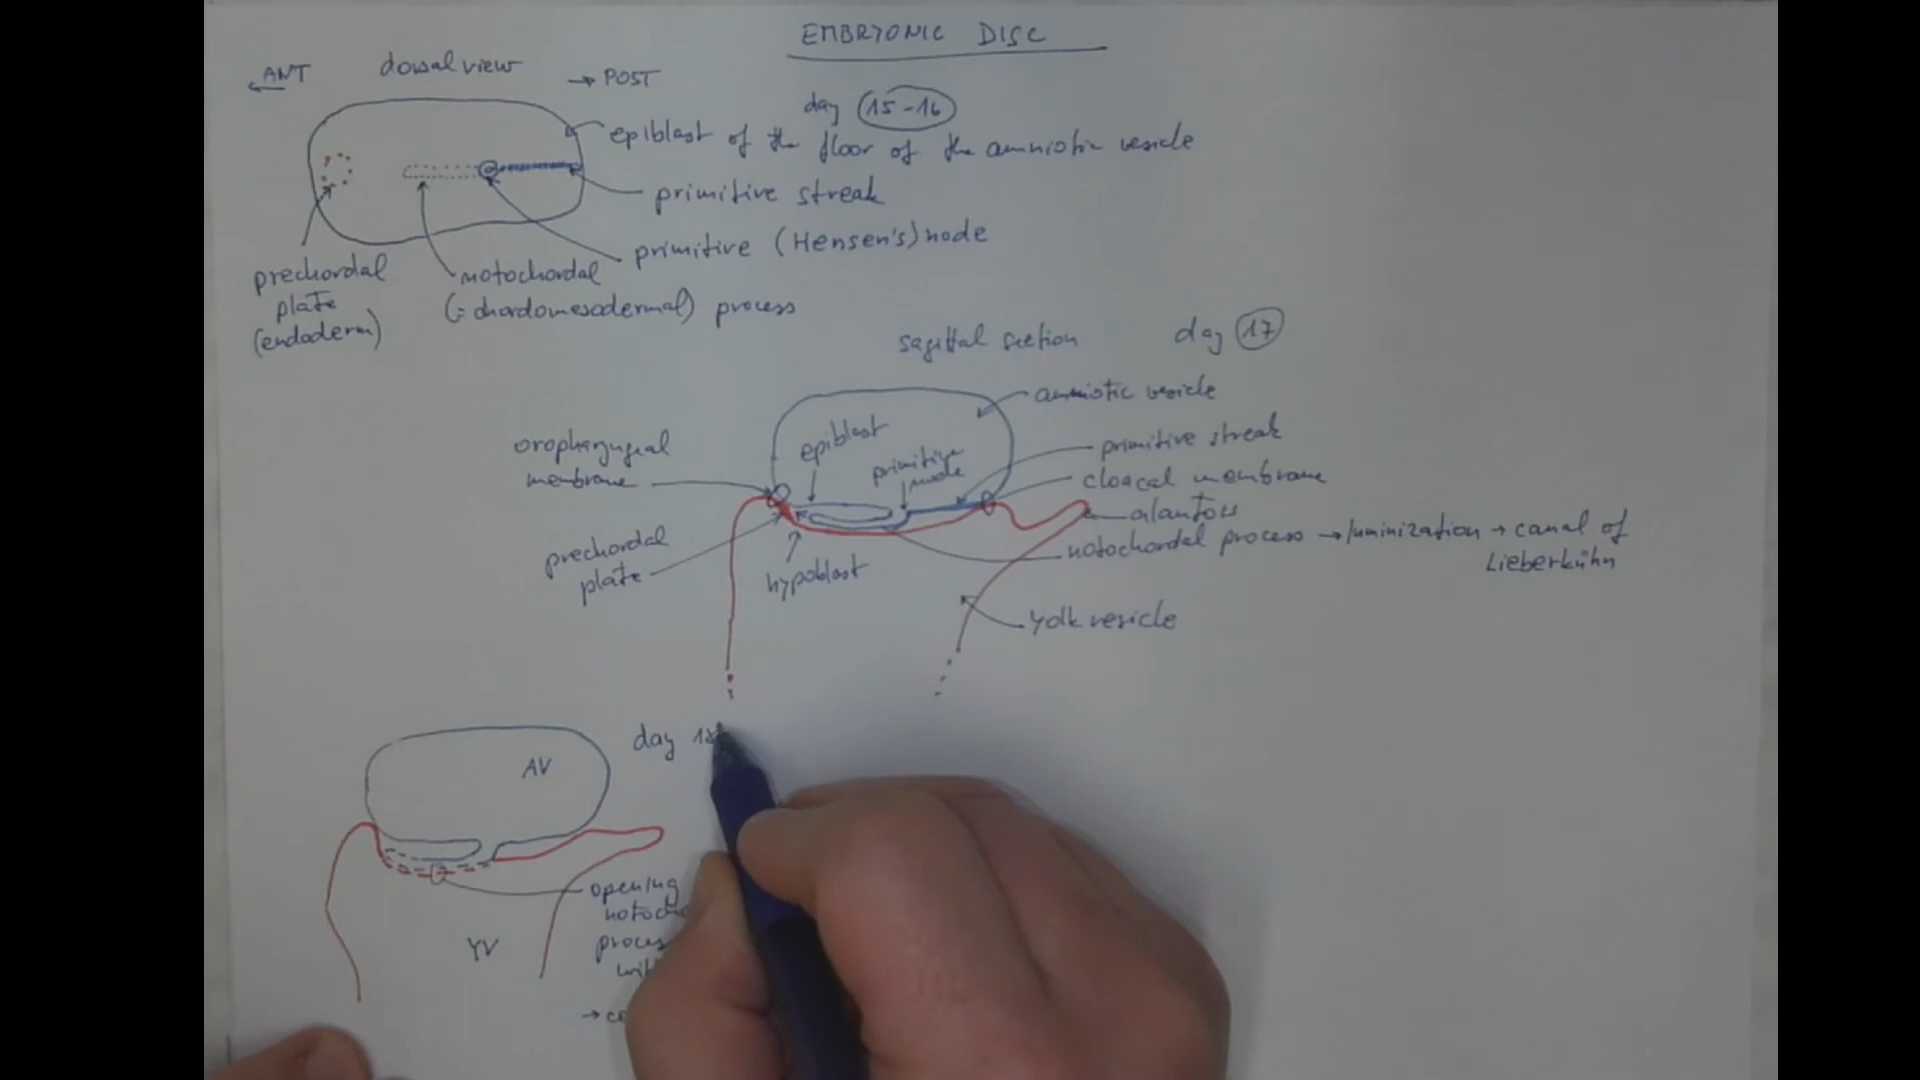 EMBRYONIC DISC
← ANT
dorsal view
→ POST
day 15-16
epiblast of the floor of the amniotic vesicle
primitive streak
primitive (Hensen's) node
prechordal
plate
(endoderm)
notochordal
(= chordomesodermal) process
sagittal section
day 17
amniotic vesicle
oropharyngeal
membrane
epiblast
primitive
node
primitive streak
cloacal membrane
alantois
notochordal process → luminization → canal of
Lieberkühn
prechordal
plate
hypoblast
yolk vesicle
day 18
AV
opening
YV